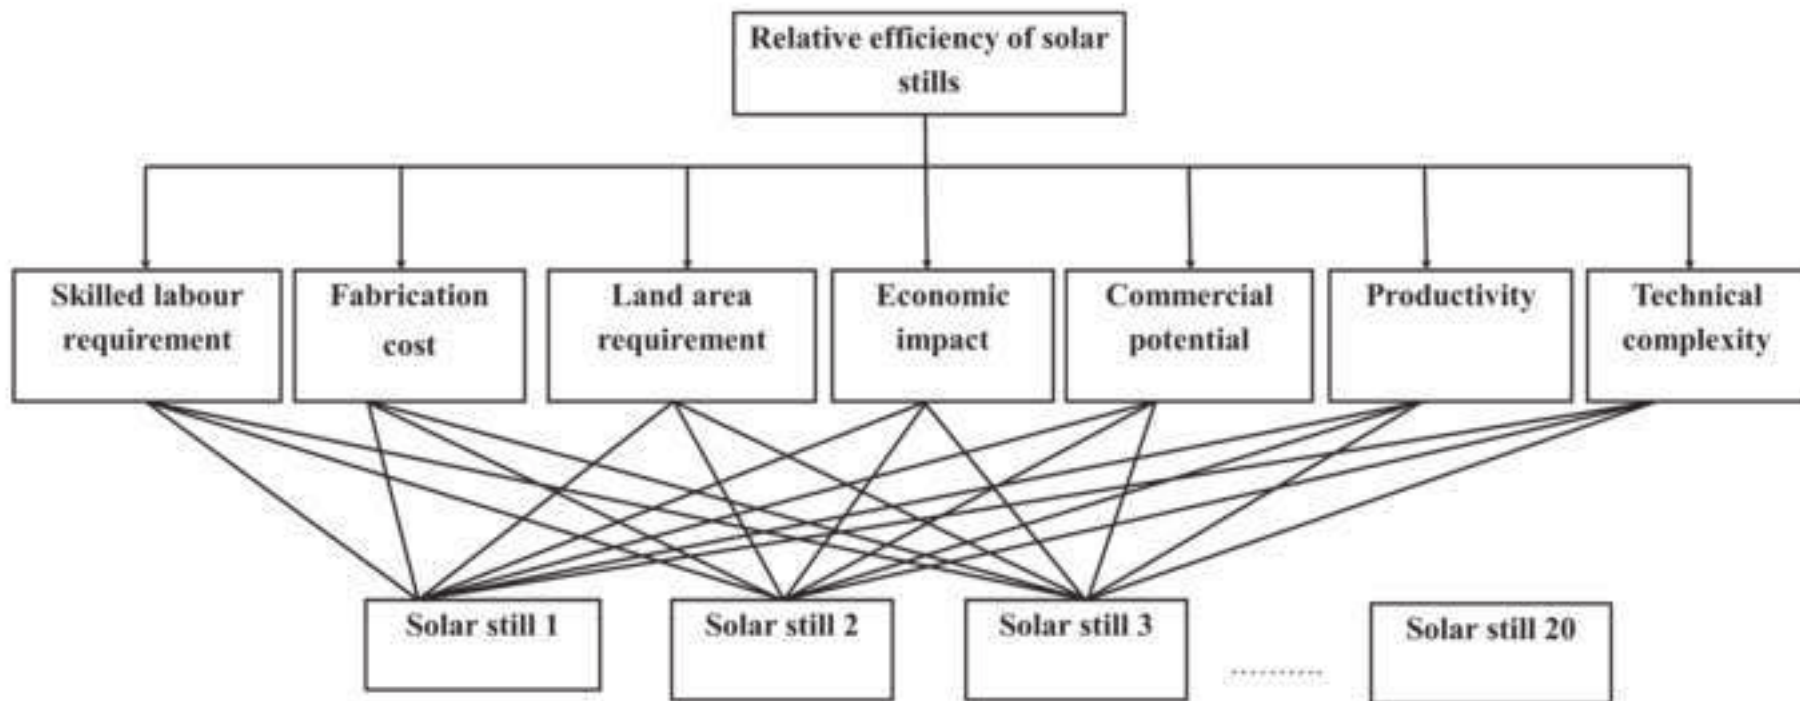 Relative efficiency of solar
stills
Skilled labour
requirement
Fabrication
cost
Land area
requirement
Economic
impact
Commercial
potential
Productivity
Technical
complexity
Solar still 1
Solar still 2
Solar still 3
..........
Solar still 20